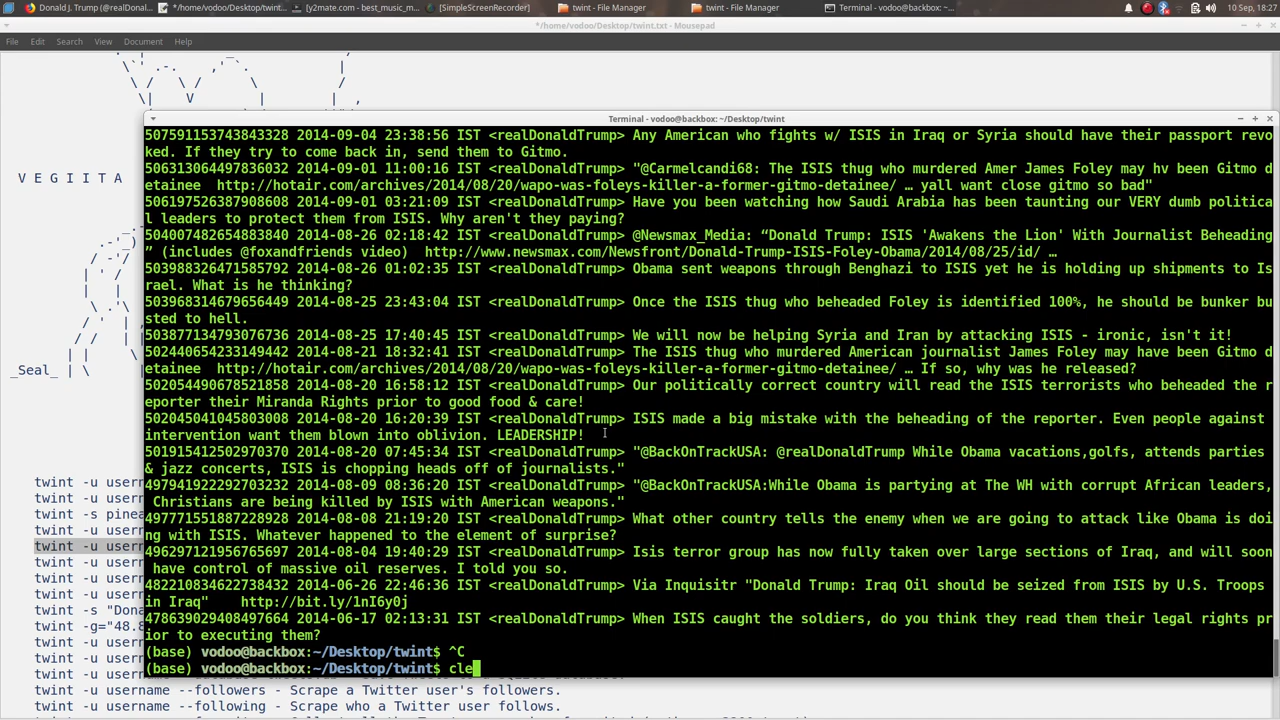 Donald J. Trump (@realDonal...
*/home/vodoo/Desktop/twint....
[y2mate.com - best_music_m...
[SimpleScreenRecorder]
twint - File Manager
twint - File Manager
Terminal - vodoo@backbox: ~...
10 Sep, 18:27
*/home/vodoo/Desktop/twint.txt - Mousepad
File Edit Search View Document Help
V E G I I T A
_Seal_
twint -u username
twint -u usern
twint -s pinea
twint -u usern
twint -u usern
twint -u usern
twint -u usern
twint -u usern
twint -s "Dona
twint -g="48.8
twint -u usern
twint -u usern
Terminal - vodoo@backbox: ~/Desktop/twint
507591153743843328 2014-09-04 23:38:56 IST <realDonaldTrump> Any American who fights w/ ISIS in Iraq or Syria should have their passport revo
ked. If they try to come back in, send them to Gitmo.
506313064497836032 2014-09-01 11:00:16 IST <realDonaldTrump> "@Carmelcandi68: The ISIS thug who murdered Amer James Foley may hv been Gitmo d
etainee  http://hotair.com/archives/2014/08/20/wapo-was-foleys-killer-a-former-gitmo-detainee/ … yall want close gitmo so bad"
506197526387908608 2014-09-01 03:21:09 IST <realDonaldTrump> Have you been watching how Saudi Arabia has been taunting our VERY dumb politica
l leaders to protect them from ISIS. Why aren't they paying?
504007482654883840 2014-08-26 02:18:42 IST <realDonaldTrump> @Newsmax_Media: “Donald Trump: ISIS 'Awakens the Lion' With Journalist Beheading
” (includes @foxandfriends video)  http://www.newsmax.com/Newsfront/Donald-Trump-ISIS-Foley-Obama/2014/08/25/id/ …
503988326471585792 2014-08-26 01:02:35 IST <realDonaldTrump> Obama sent weapons through Benghazi to ISIS yet he is holding up shipments to Is
rael. What is he thinking?
503968314679656449 2014-08-25 23:43:04 IST <realDonaldTrump> Once the ISIS thug who beheaded Foley is identified 100%, he should be bunker bu
sted to hell.
503877134793076736 2014-08-25 17:40:45 IST <realDonaldTrump> We will now be helping Syria and Iran by attacking ISIS - ironic, isn't it!
502440654233149442 2014-08-21 18:32:41 IST <realDonaldTrump> The ISIS thug who murdered American journalist James Foley may have been Gitmo d
etainee  http://hotair.com/archives/2014/08/20/wapo-was-foleys-killer-a-former-gitmo-detainee/ … If so, why was he released?
502054490678521858 2014-08-20 16:58:12 IST <realDonaldTrump> Our politically correct country will read the ISIS terrorists who beheaded the r
eporter their Miranda Rights prior to good food & care!
502045041045803008 2014-08-20 16:20:39 IST <realDonaldTrump> ISIS made a big mistake with the beheading of the reporter. Even people against
intervention want them blown into oblivion. LEADERSHIP!
501915412502970370 2014-08-20 07:45:34 IST <realDonaldTrump> "@BackOnTrackUSA: @realDonaldTrump While Obama vacations,golfs, attends parties
& jazz concerts, ISIS is chopping heads off of journalists."
497941922292703232 2014-08-09 08:36:20 IST <realDonaldTrump> "@BackOnTrackUSA:While Obama is partying at The WH with corrupt African leaders,
Christians are being killed by ISIS with American weapons."
497771551887228928 2014-08-08 21:19:20 IST <realDonaldTrump> What other country tells the enemy when we are going to attack like Obama is doi
ng with ISIS. Whatever happened to the element of surprise?
496297121956765697 2014-08-04 19:40:29 IST <realDonaldTrump> Isis terror group has now fully taken over large sections of Iraq, and will soon
have control of massive oil reserves. I told you so.
482210834622738432 2014-06-26 22:46:36 IST <realDonaldTrump> Via Inquisitr "Donald Trump: Iraq Oil should be seized from ISIS by U.S. Troops
in Iraq"    http://bit.ly/1nI6y0j
478639029408497664 2014-06-17 02:13:31 IST <realDonaldTrump> When ISIS caught the soldiers, do you think they read them their legal rights pr
ior to executing them?
(base) vodoo@backbox:~/Desktop/twint$ ^C
(base) vodoo@backbox:~/Desktop/twint$ cle
twint -u username --followers - Scrape a Twitter user's followers.
twint -u username --following - Scrape who a Twitter user follows.